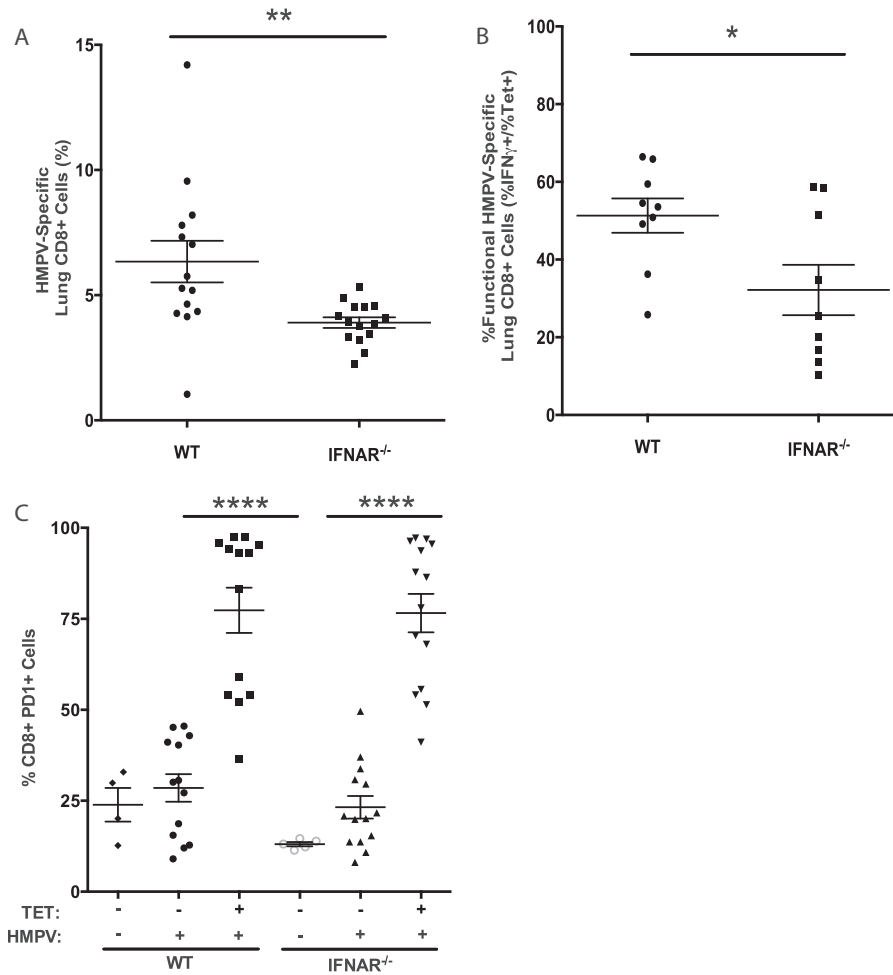 A
**
15
10
5
0
HMPV-Specific
Lung CD8+ Cells (%)
WT IFNAR-/-
B
*
100
80
60
40
20
0
%Functional HMPV-Specific
Lung CD8+ Cells (%IFNγ+/%Tet+)
WT IFNAR-/-
C
**** ****
100
75
50
25
0
% CD8+ PD1+ Cells
TET: - - + - - +
HMPV: - + + - + +
WT IFNAR-/-